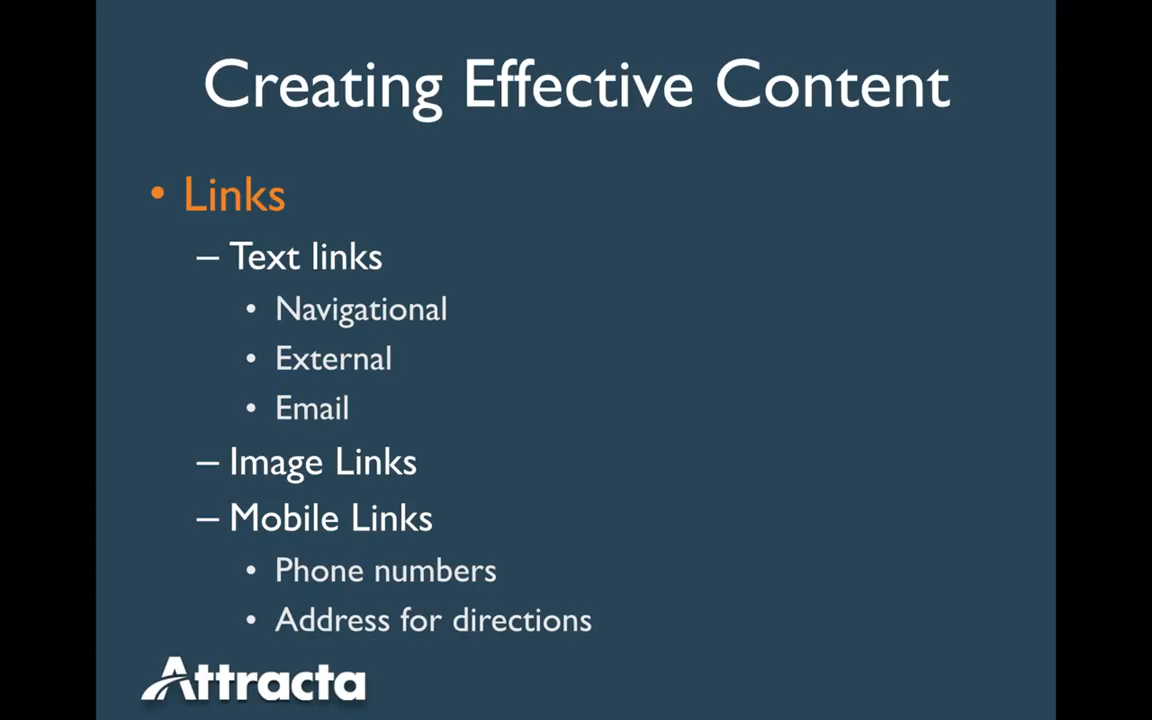 Creating Effective Content
• Links
– Text links
• Navigational
• External
• Email
– Image Links
– Mobile Links
• Phone numbers
• Address for directions
Attracta